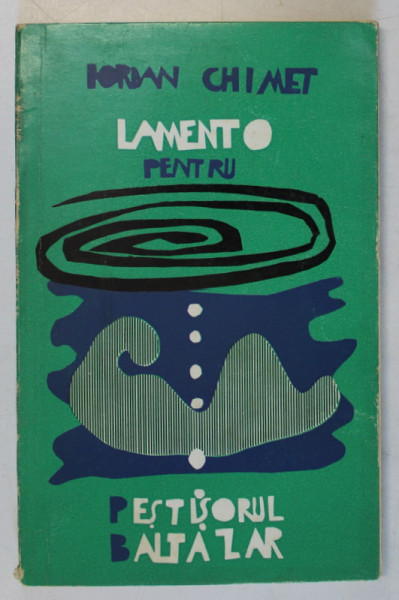 IORDAN CHIMET
LAMENTO
PENTRU
PEȘTIȘORUL
BALTAZAR